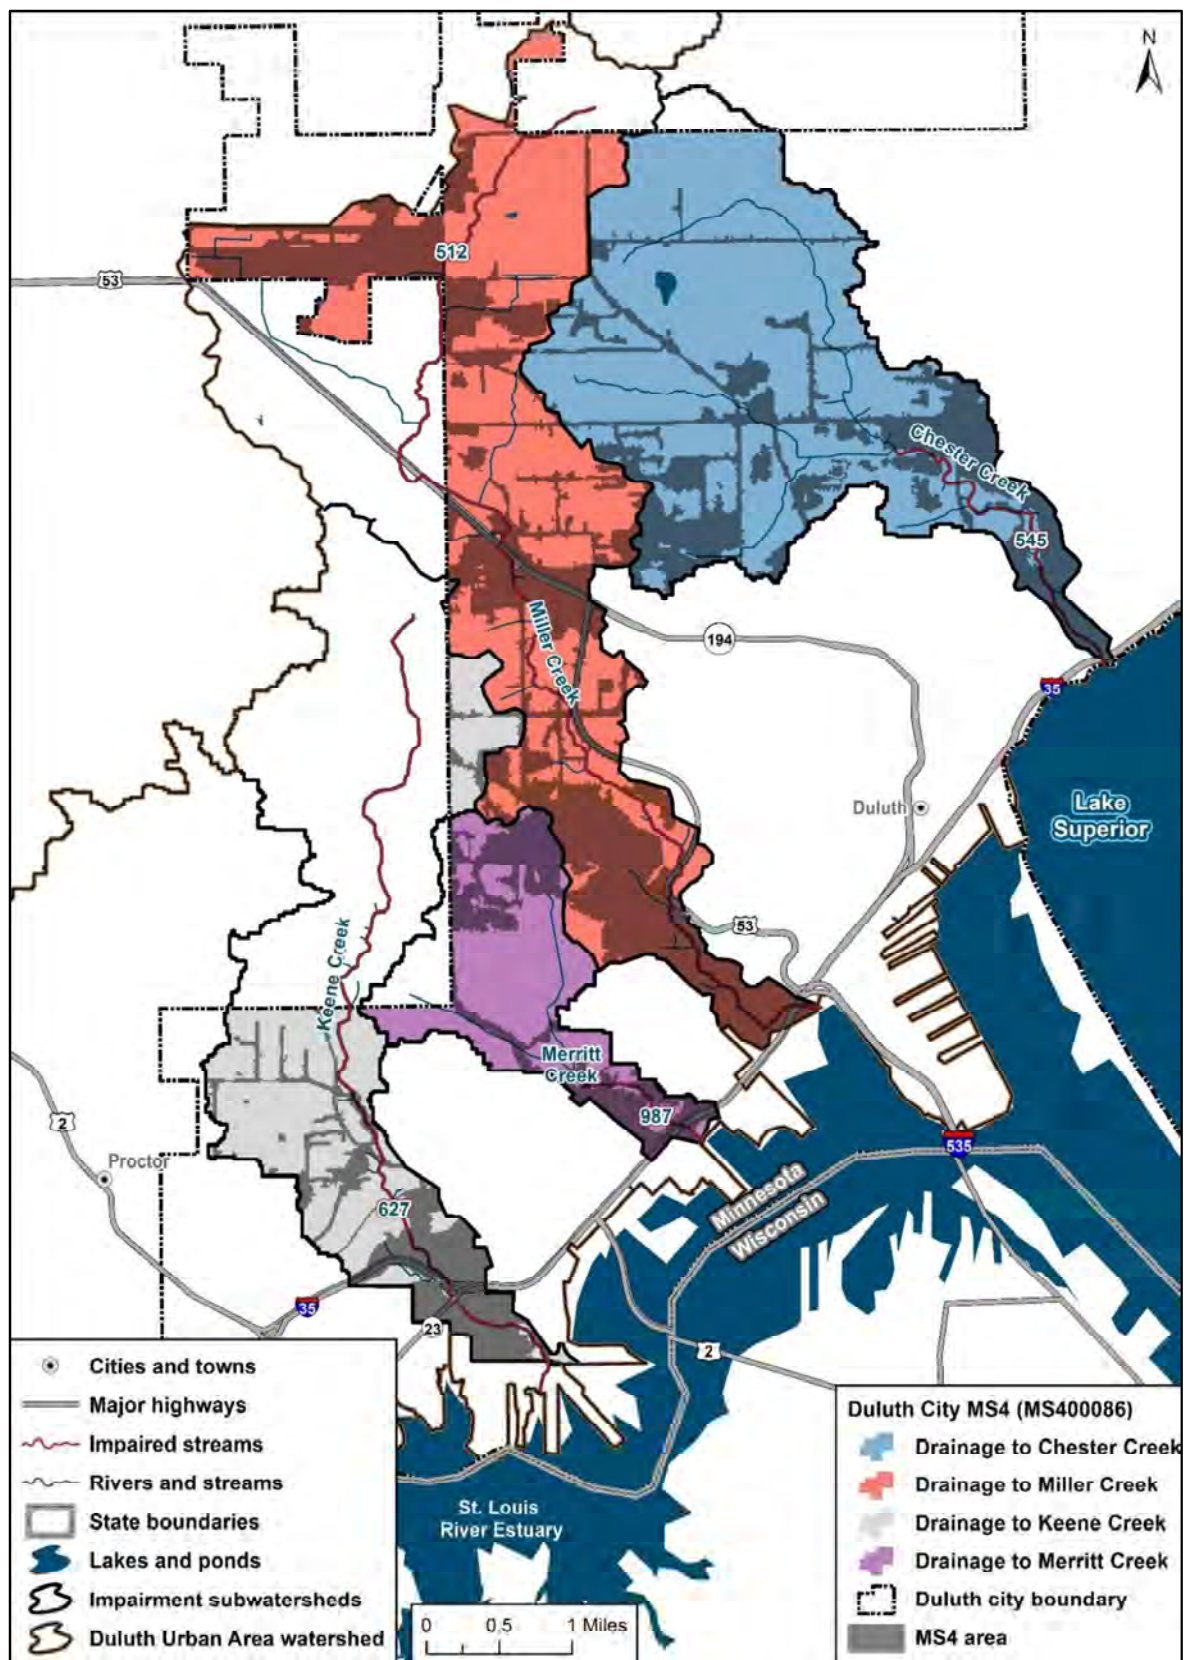 N
53
512
Chester Creek
545
Miller Creek
194
35
Duluth
Lake
Superior
53
Keene Creek
Merritt
Creek
987
2
Proctor
535
Minnesota
Wisconsin
627
35
23
2
Cities and towns
Major highways
Impaired streams
Rivers and streams
State boundaries
Lakes and ponds
Impairment subwatersheds
Duluth Urban Area watershed
St. Louis
River Estuary
0 0.5 1 Miles
Duluth City MS4 (MS400086)
Drainage to Chester Creek
Drainage to Miller Creek
Drainage to Keene Creek
Drainage to Merritt Creek
Duluth city boundary
MS4 area